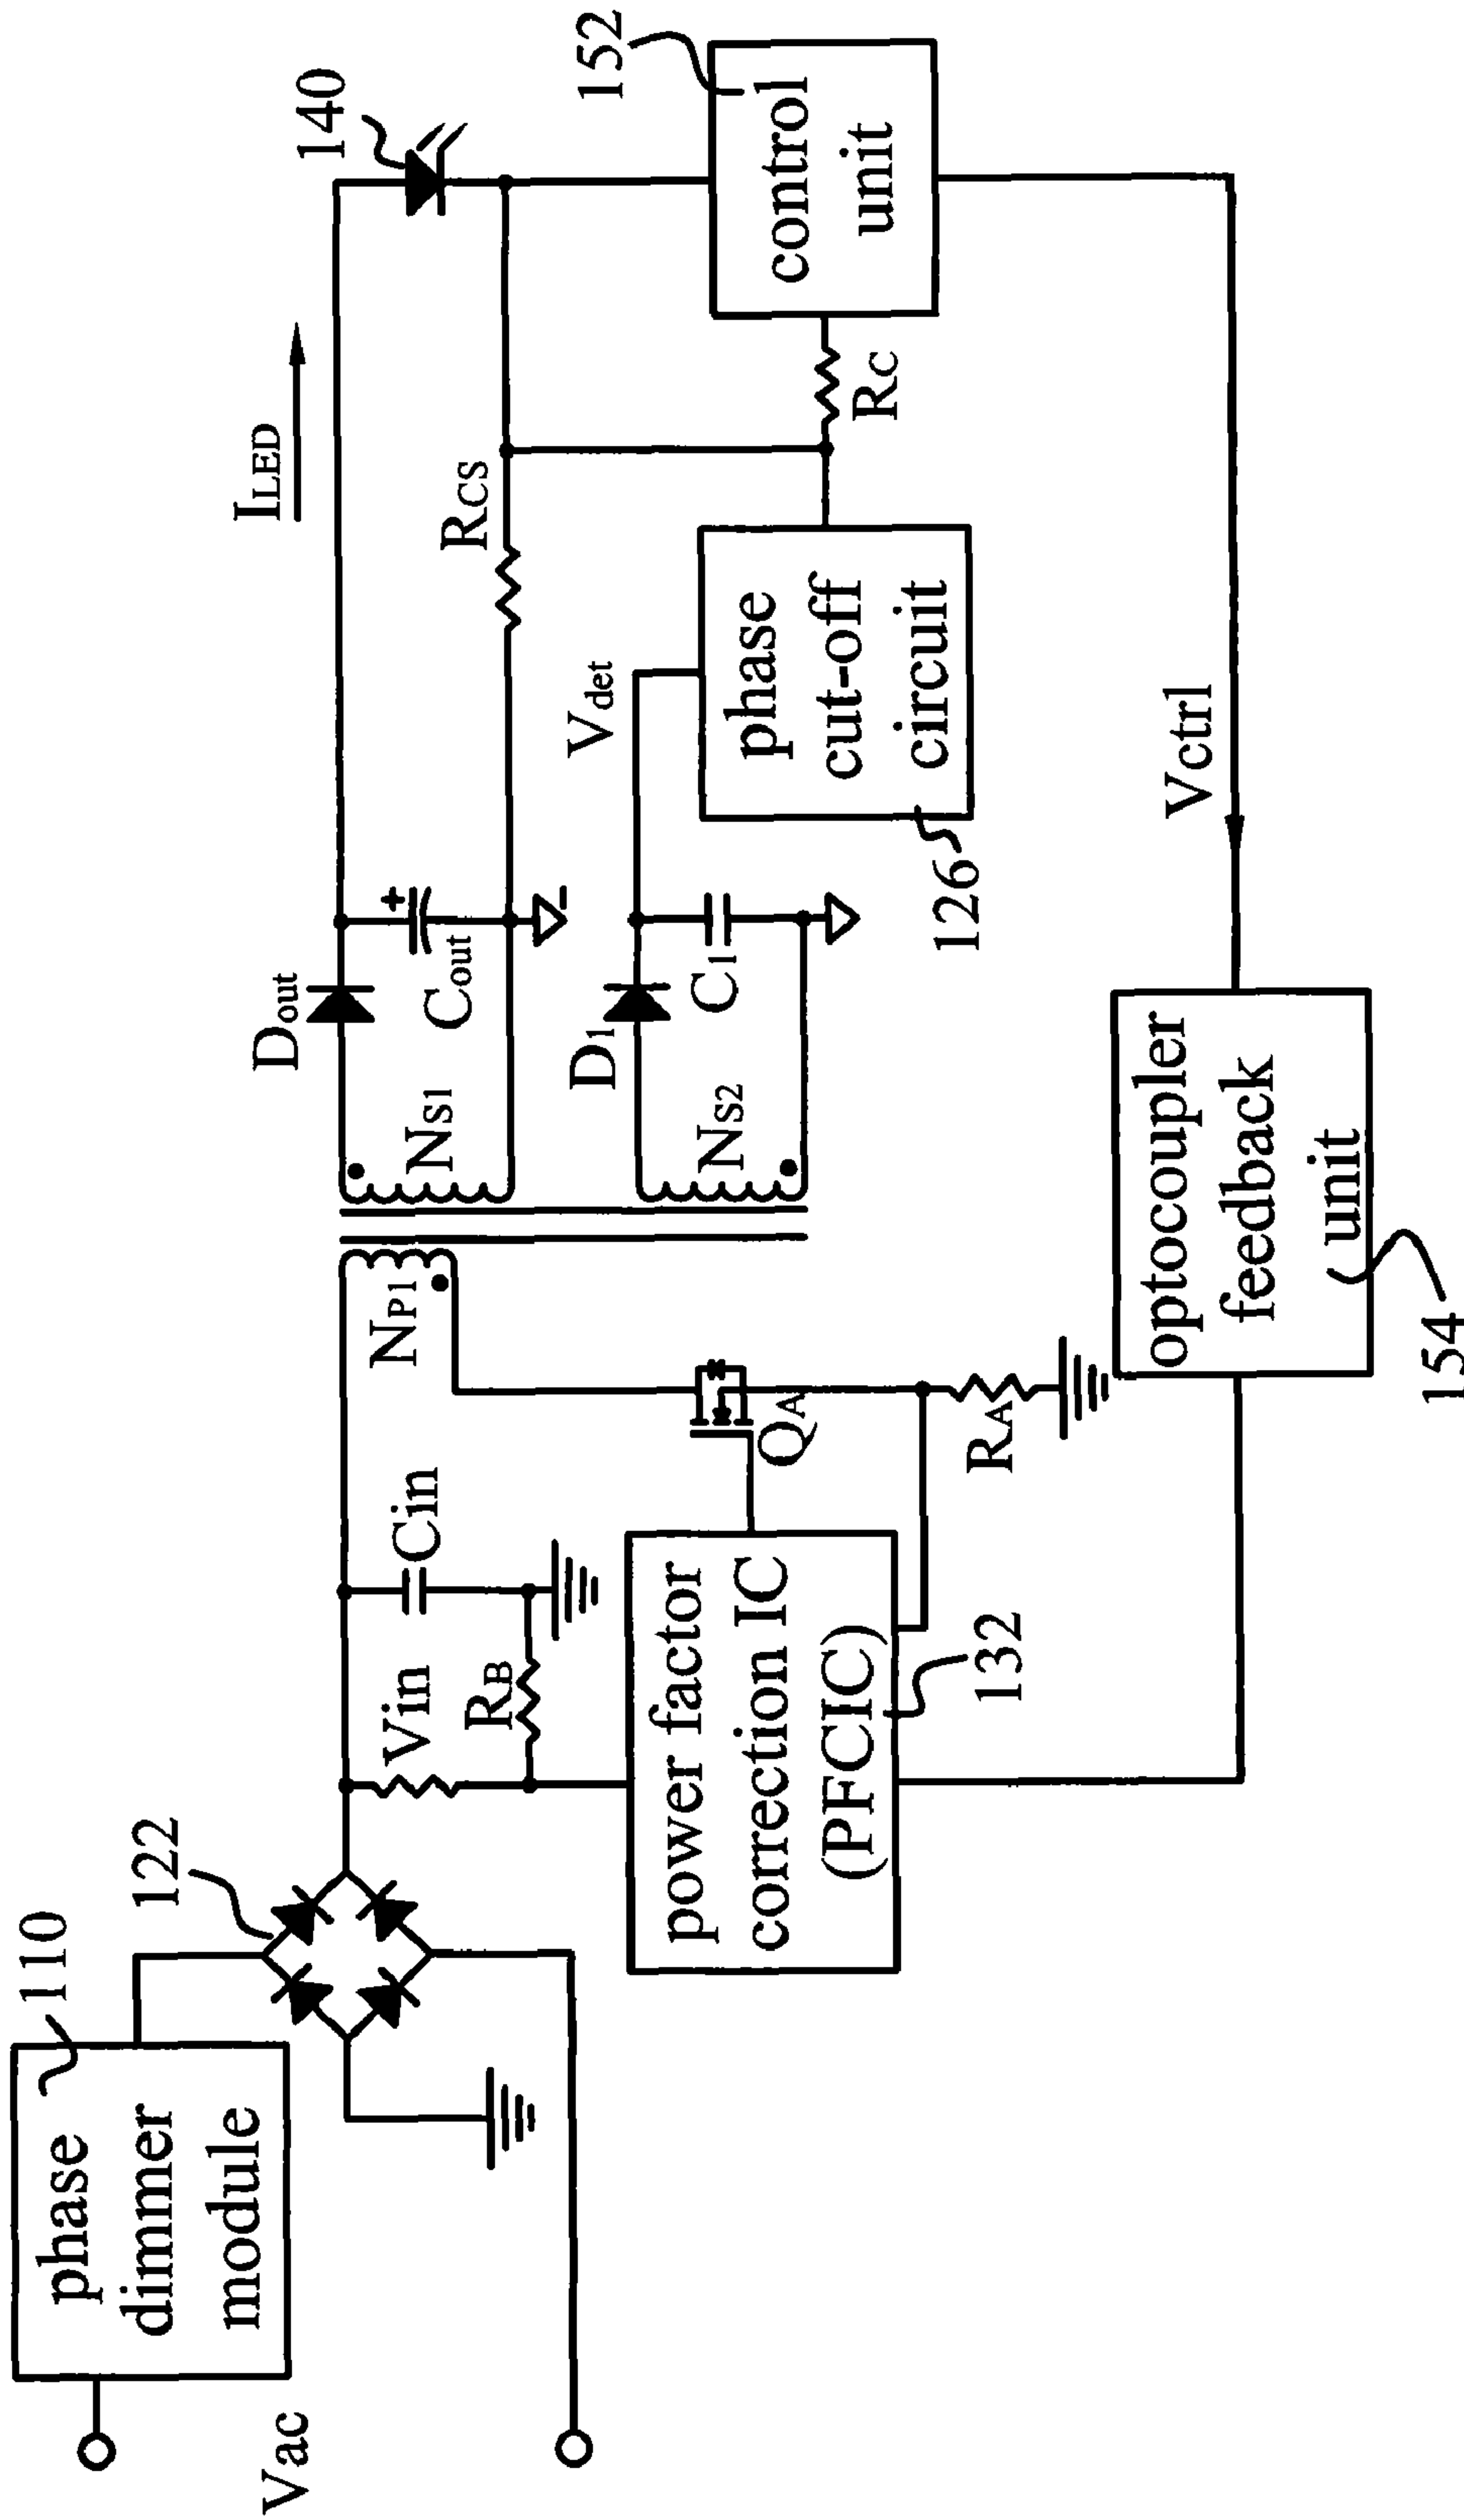 110
phase
dimmer
module
Vac
122
Vin
RB
Cin
power factor
correction IC
(PFCIC)
132
QA
RA
NP1
NS1
NS2
Dout
Cout
D1
C1
ILED
RCS
Vdet
phase
cut-off
circuit
126
140
RC
control
unit
152
Vctrl
optocoupler
feedback
unit
154